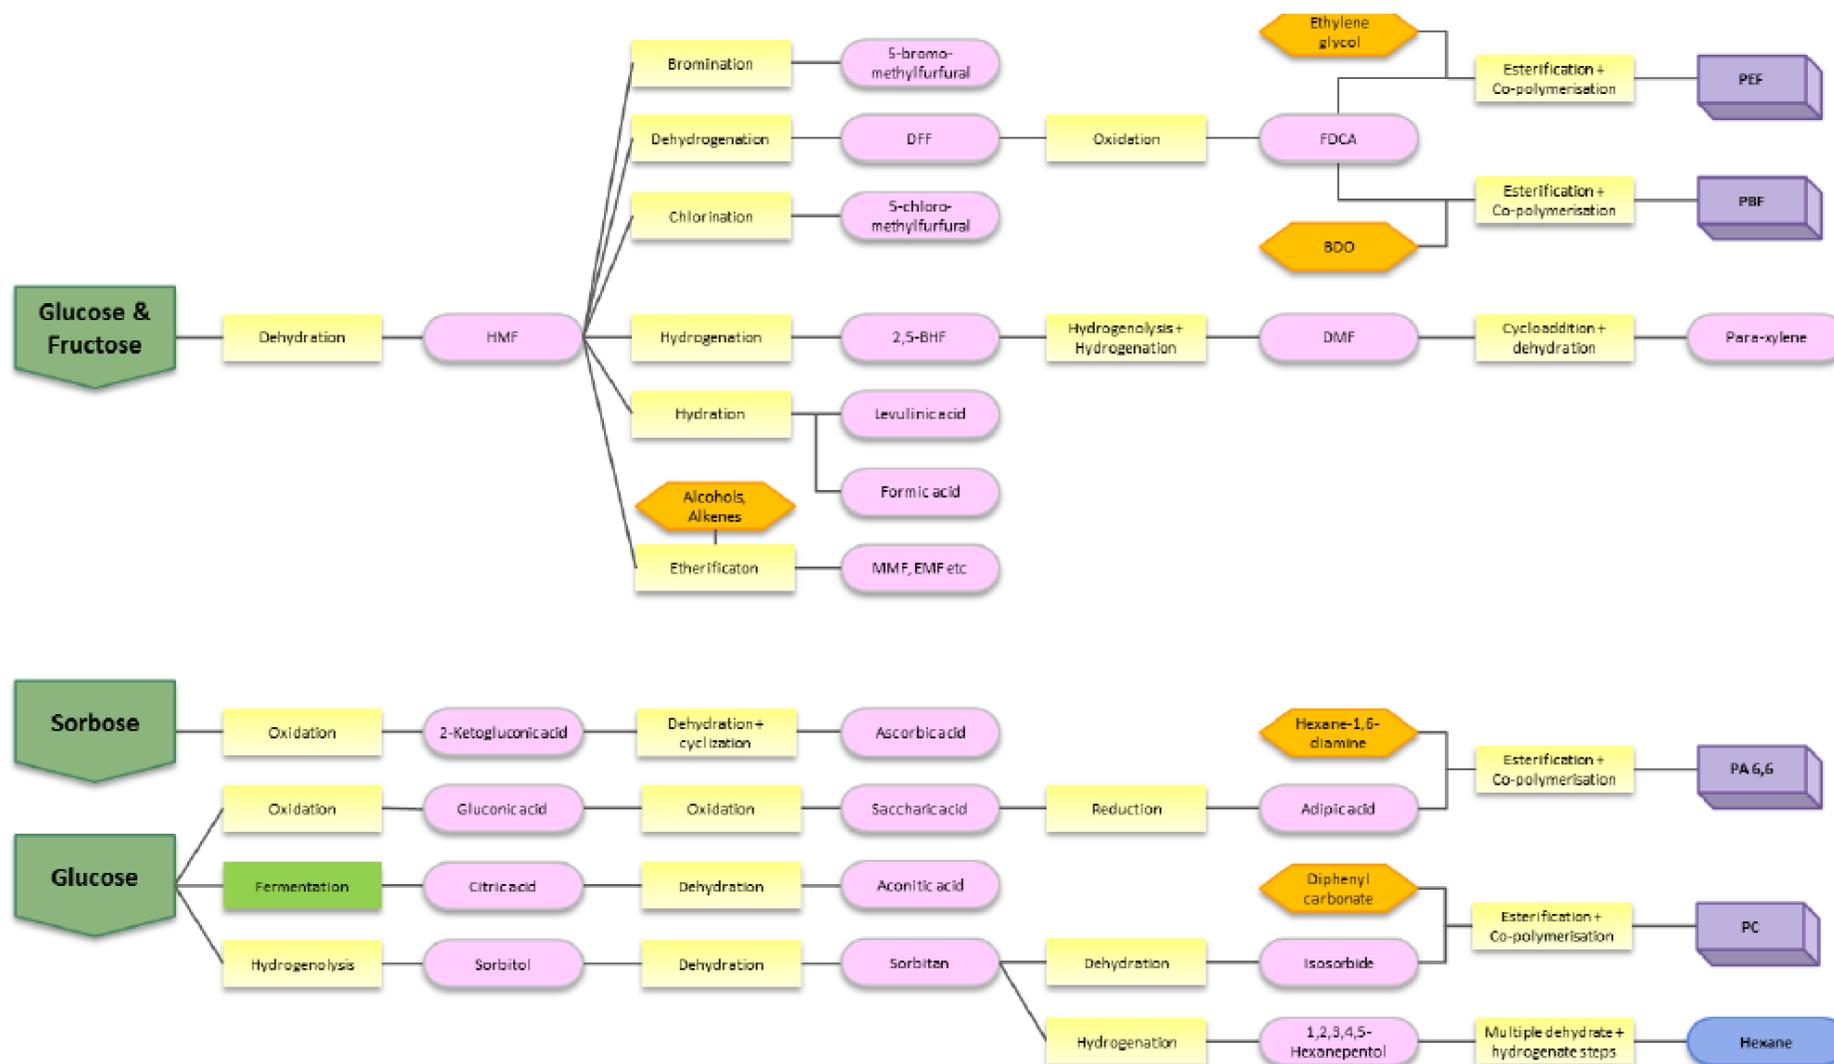 Ethylene
glycol
Bromination
5-bromo-
methylfurfural
Esterification +
Co-polymerisation
PEF
Dehydrogenation
DFF
Oxidation
FDCA
Chlorination
5-chloro-
methylfurfural
Esterification +
Co-polymerisation
PBF
BDO
Glucose &
Fructose
Dehydration
HMF
Hydrogenation
2,5-BHF
Hydrogenolysis +
Hydrogenation
DMF
Cycloaddition +
dehydration
Para-xylene
Hydration
Levulinic acid
Formic acid
Alcohols,
Alkenes
Etherificaton
MMF, EMF etc
Sorbose
Oxidation
2-Ketogluconic acid
Dehydration +
cyclization
Ascorbic acid
Hexane-1,6-
diamine
Esterification +
Co-polymerisation
PA 6,6
Oxidation
Gluconic acid
Oxidation
Saccharic acid
Reduction
Adipic acid
Glucose
Fermentation
Citric acid
Dehydration
Aconitic acid
Diphenyl
carbonate
Esterification +
Co-polymerisation
PC
Hydrogenolysis
Sorbitol
Dehydration
Sorbitan
Dehydration
Isosorbide
Hydrogenation
1,2,3,4,5-
Hexanepentol
Multiple dehydrate +
hydrogenate steps
Hexane